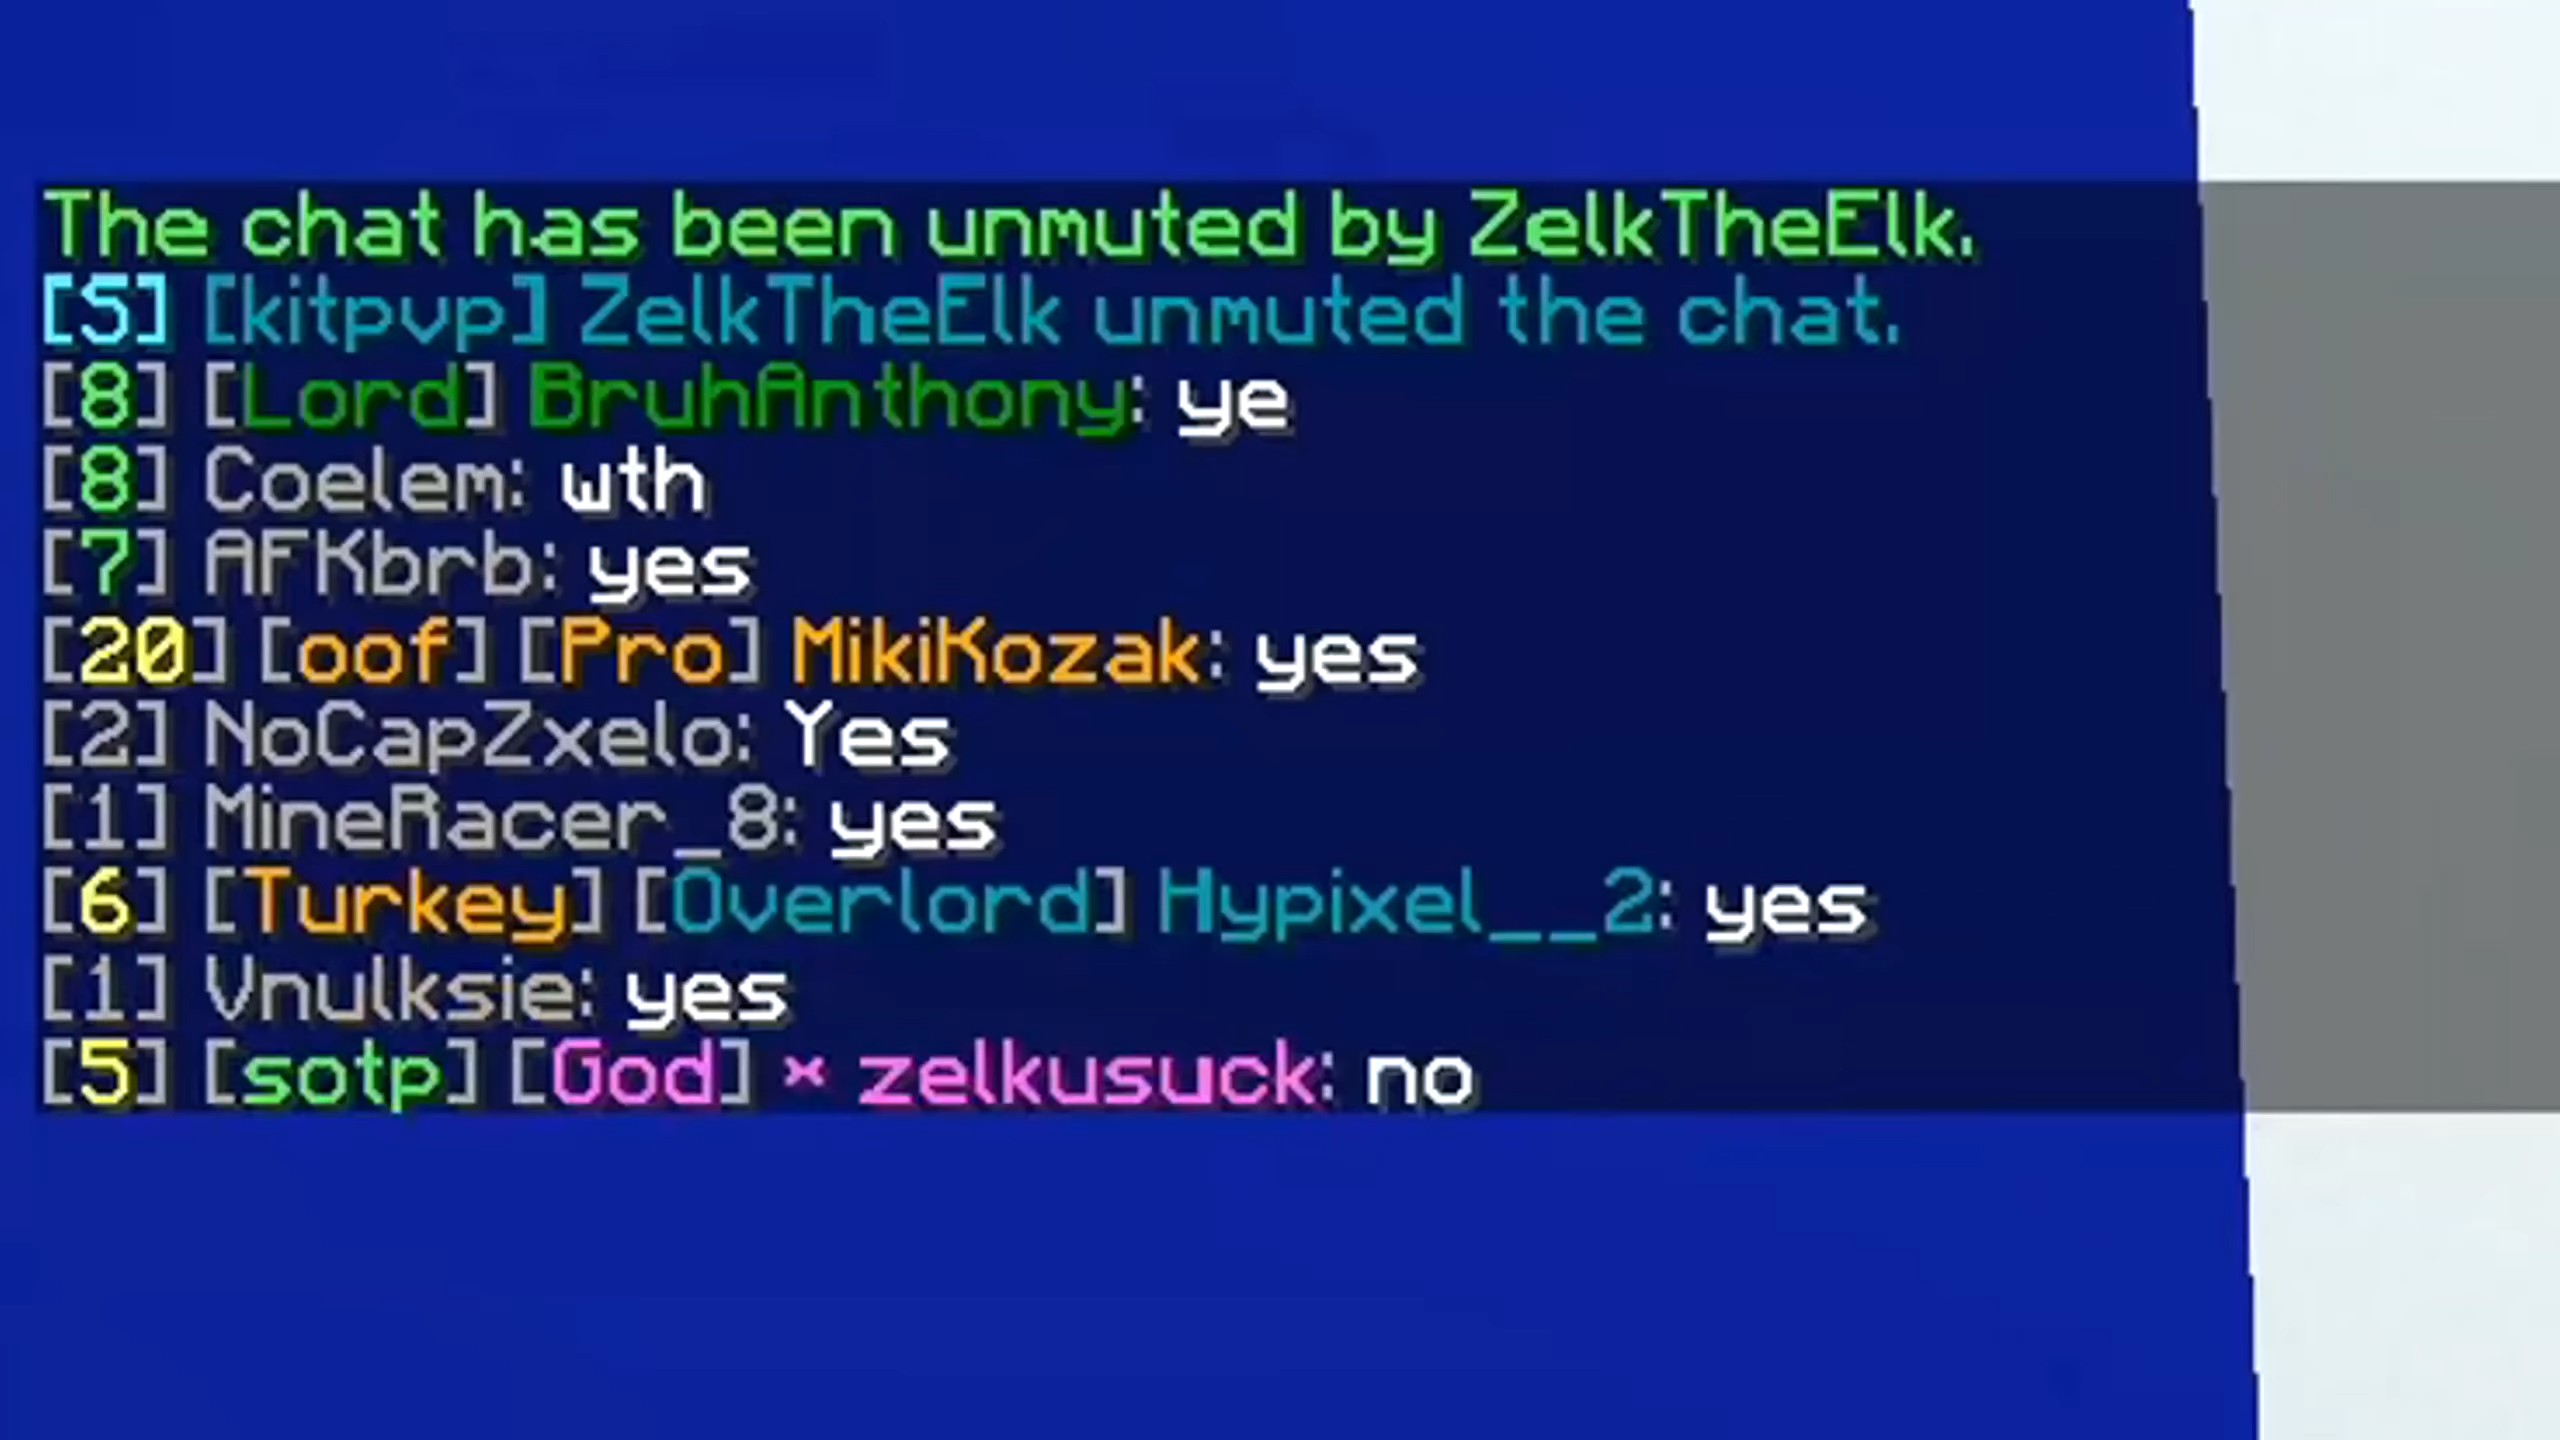 The chat has been unmuted by ZelkTheElk.
[5] [kitpvp] ZelkTheElk unmuted the chat.
[8] [Lord] BruhAnthony: ye
[8] Coelem: wth
[7] AFKbrb: yes
[20] [oof] [Pro] MikiKozak: yes
[2] NoCapZxelo: Yes
[1] MineRacer_8: yes
[6] [Turkey] [Overlord] Hypixel__2: yes
[1] Vnulksie: yes
[5] [sotp] [God] × zelkusuck: no